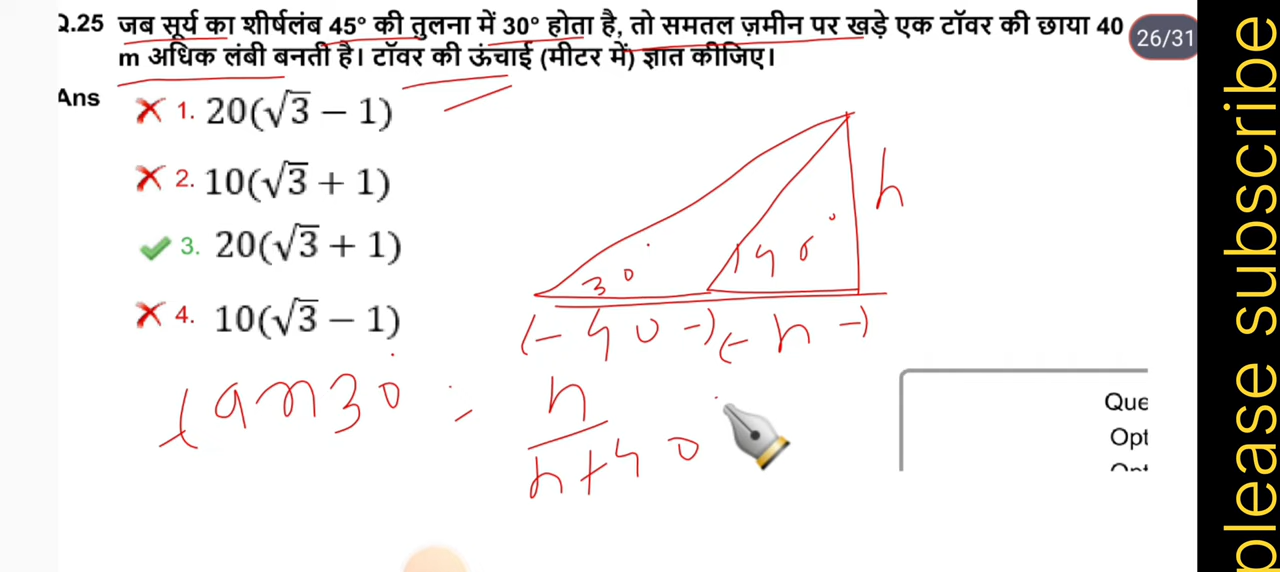 Q.25 जब सूर्य का शीर्षलंब 45° की तुलना में 30° होता है, तो समतल ज़मीन पर खड़े एक टॉवर की छाया 40
m अधिक लंबी बनती है। टॉवर की ऊंचाई (मीटर में) ज्ञात कीजिए।
26/31
Ans
1. 20(√3 − 1)
2. 10(√3 + 1)
3. 20(√3 + 1)
4. 10(√3 − 1)
h
30°
(- 40 -) (- h -)
tan30° = h
h+40
Que
Opt
please subscribe